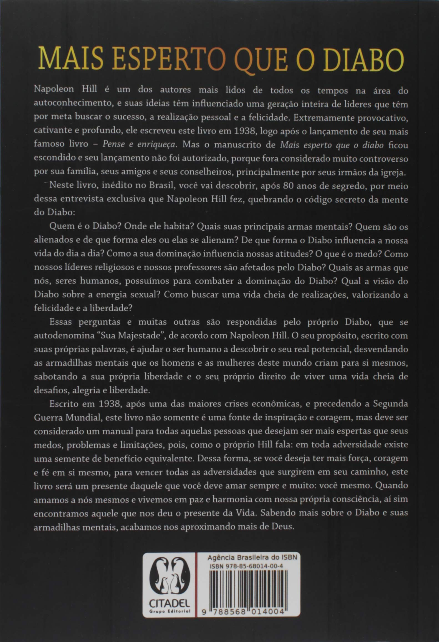 MAIS ESPERTO QUE O DIABO
Napoleon Hill é um dos autores mais lidos de todos os tempos na área do
autoconhecimento, e suas ideias têm influenciado uma geração inteira de líderes que têm
por meta buscar o sucesso, a realização pessoal e a felicidade. Extremamente provocativo,
cativante e profundo, ele escreveu este livro em 1938, logo após o lançamento de seu mais
famoso livro – Pense e enriqueça. Mas o manuscrito de Mais esperto que o diabo ficou
escondido e seu lançamento não foi autorizado, porque fora considerado muito controverso
por sua família, seus amigos e seus conselheiros, principalmente por seus irmãos da igreja.
Neste livro, inédito no Brasil, você vai descobrir, após 80 anos de segredo, por meio
dessa entrevista exclusiva que Napoleon Hill fez, quebrando o código secreto da mente
do Diabo:
Quem é o Diabo? Onde ele habita? Quais suas principais armas mentais? Quem são os
alienados e de que forma eles ou elas se alienam? De que forma o Diabo influencia a nossa
vida do dia a dia? Como a sua dominação influencia nossas atitudes? O que é o medo? Como
nossos líderes religiosos e nossos professores são afetados pelo Diabo? Quais as armas que
nós, seres humanos, possuímos para combater a dominação do Diabo? Qual a visão do
Diabo sobre a energia sexual? Como buscar uma vida cheia de realizações, valorizando a
felicidade e a liberdade?
Essas perguntas e muitas outras são respondidas pelo próprio Diabo, que se
autodenomina "Sua Majestade", de acordo com Napoleon Hill. O seu propósito, escrito com
suas próprias palavras, é ajudar o ser humano a descobrir o seu real potencial, desvendando
as armadilhas mentais que os homens e as mulheres deste mundo criam para si mesmos,
sabotando a sua própria liberdade e o seu próprio direito de viver uma vida cheia de
desafios, alegria e liberdade.
Escrito em 1938, após uma das maiores crises econômicas, e precedendo a Segunda
Guerra Mundial, este livro não somente é uma fonte de inspiração e coragem, mas deve ser
considerado um manual para todas aquelas pessoas que desejam ser mais espertas que seus
medos, problemas e limitações, pois, como o próprio Hill fala: em toda adversidade existe
uma semente de benefício equivalente. Dessa forma, se você deseja ter mais força, coragem
e fé em si mesmo, para vencer todas as adversidades que surgirem em seu caminho, este
livro será um presente daquele que você deve amar sempre e muito: você mesmo. Quando
amamos a nós mesmos e vivemos em paz e harmonia com nossa própria consciência, aí sim
encontramos aquele que nos deu o presente da Vida. Sabendo mais sobre o Diabo e suas
armadilhas mentais, acabamos nos aproximando mais de Deus.
CITADEL
Grupo Editorial
Agência Brasileira do ISBN
ISBN 978-85-68014-00-4
9 788568 014004